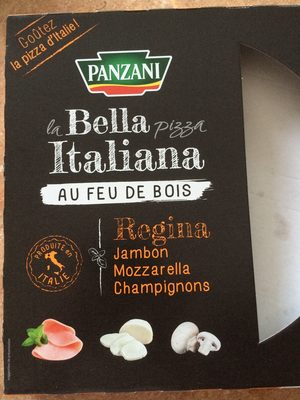 Goûtez
la pizza d'Italie!
PANZANI
la Bella pizza
Italiana
AU FEU DE BOIS
Regina
Jambon
Mozzarella
Champignons
PRODUITE EN
ITALIE